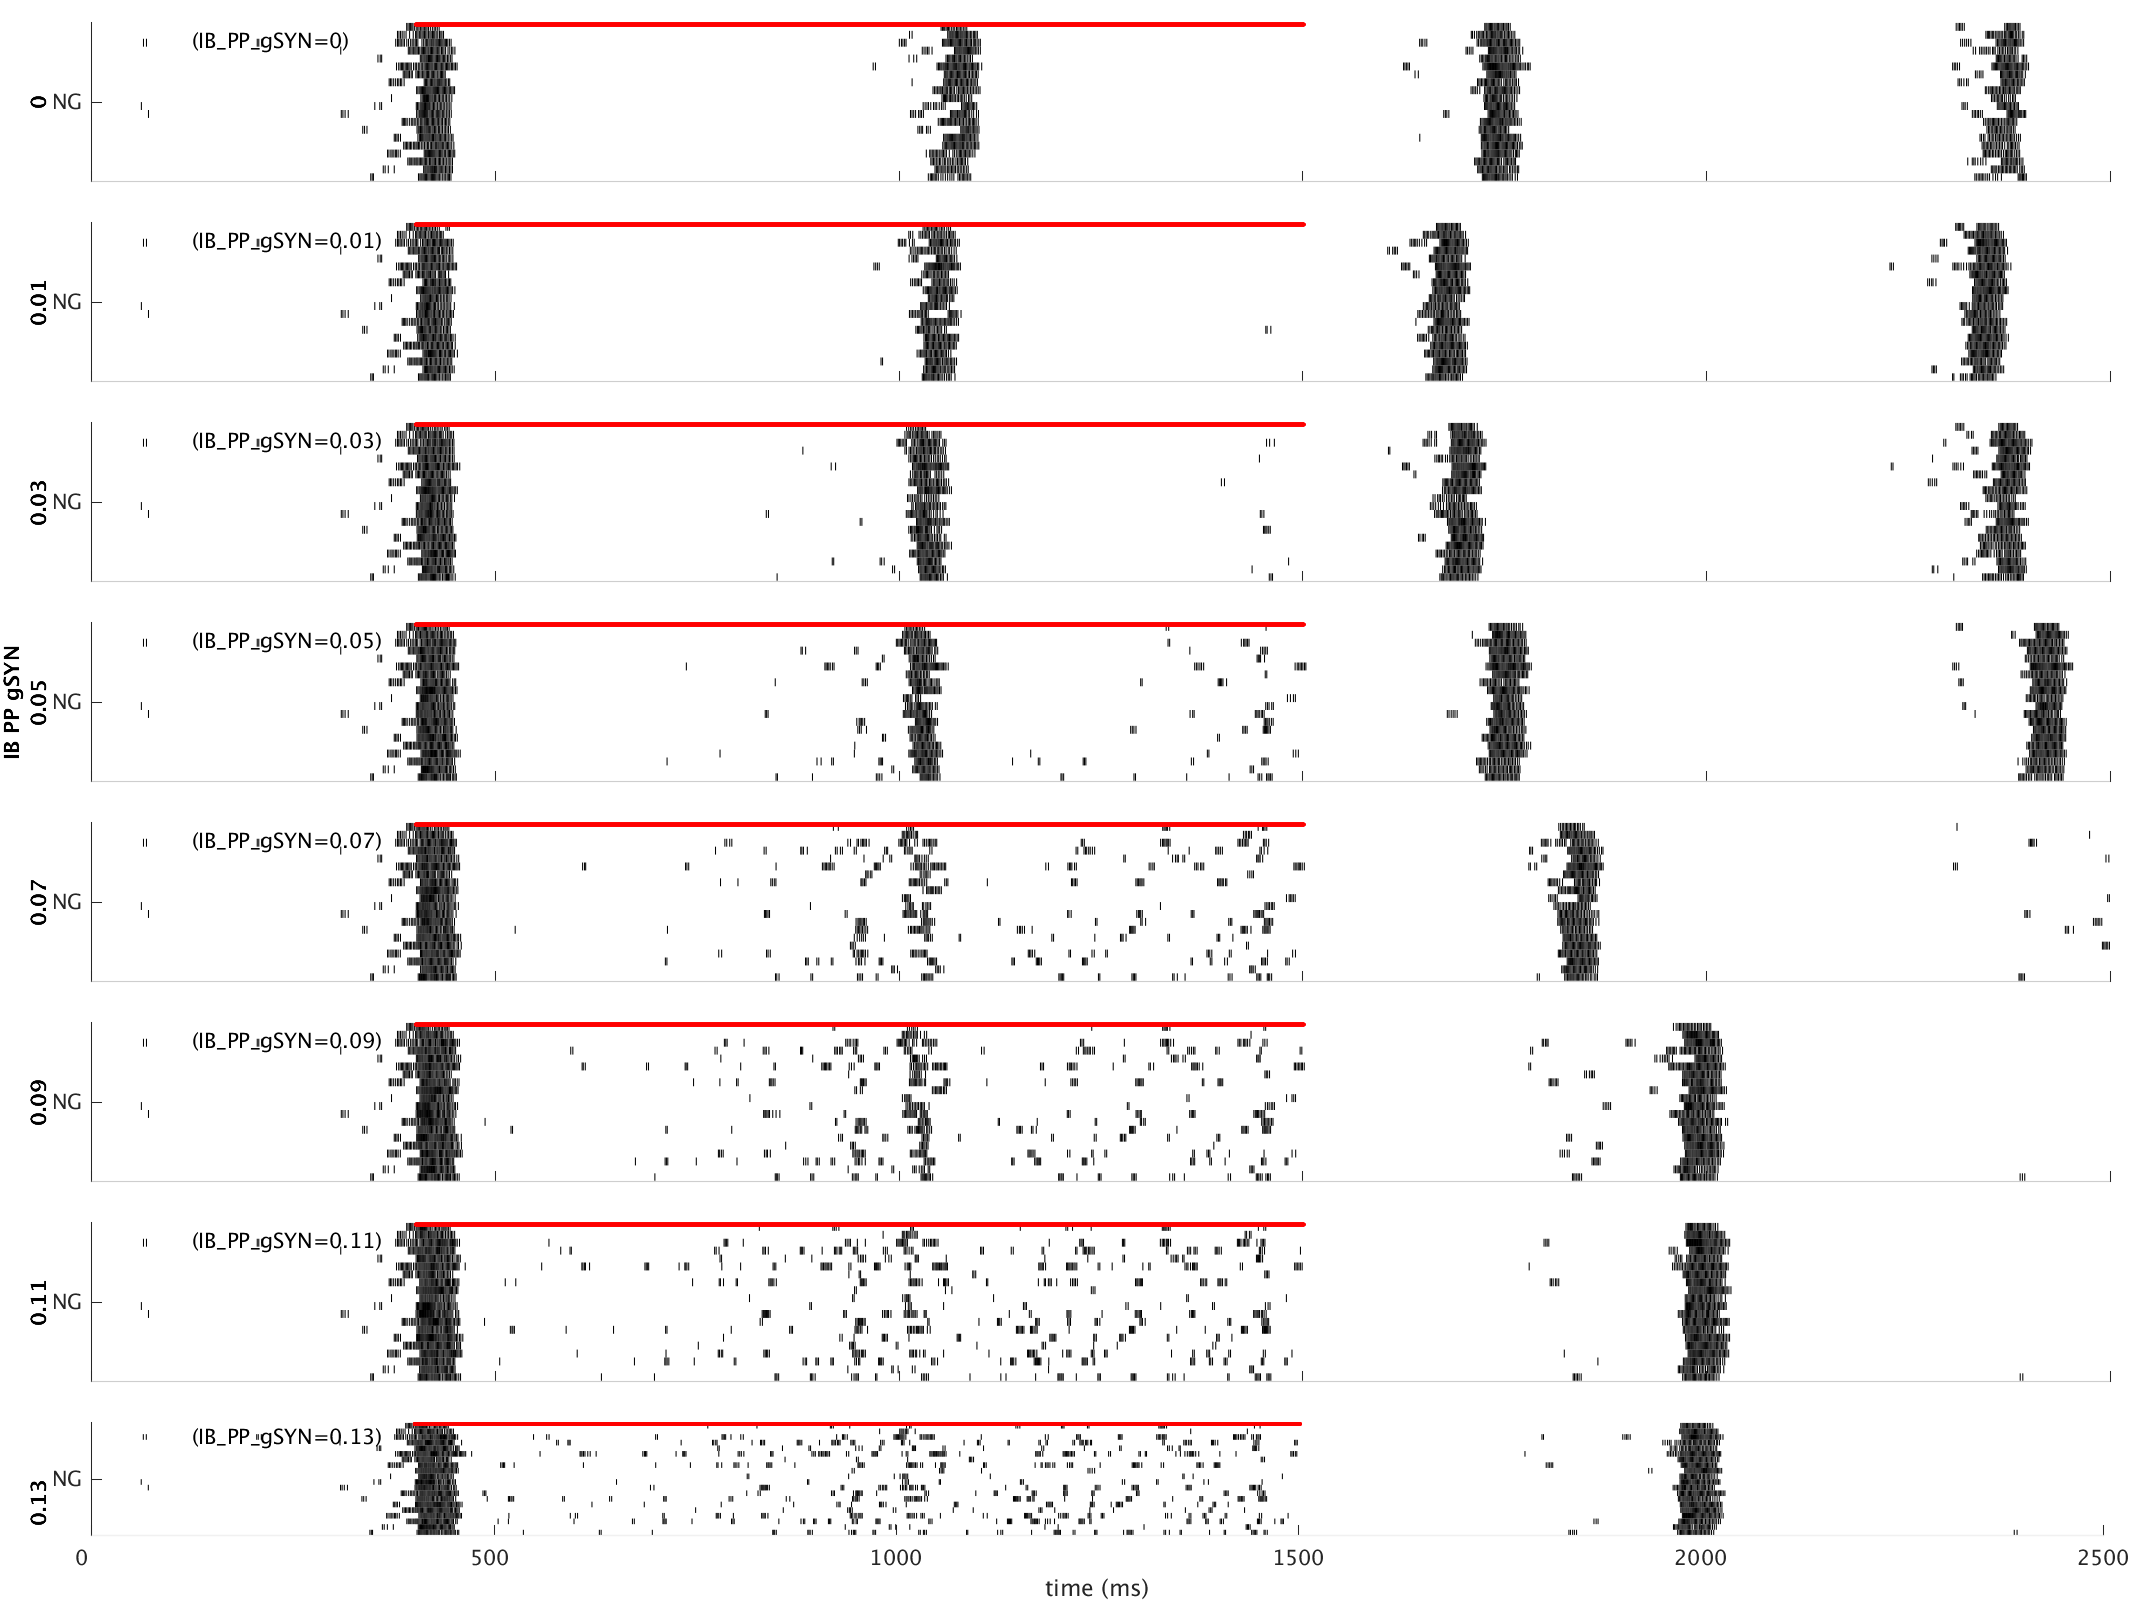 (IB_PP_gSYN=0)
0 NG
(IB_PP_gSYN=0.01)
0.01 NG
(IB_PP_gSYN=0.03)
0.03 NG
(IB_PP_gSYN=0.05)
0.05 NG
IB PP gSYN
(IB_PP_gSYN=0.07)
0.07 NG
(IB_PP_gSYN=0.09)
0.09 NG
(IB_PP_gSYN=0.11)
0.11 NG
(IB_PP_gSYN=0.13)
0.13 NG
0 500 1000 1500 2000 2500
time (ms)